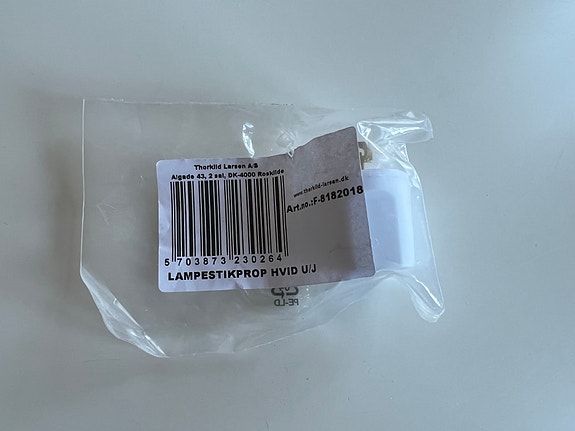 Thorkild Larsen A/S
Algade 43, 2 sal, DK-4000 Roskilde
www.thorkild-larsen.dk
Art.no.:F-8182018
5 703873 230264
LAMPESTIKPROP HVID U/J
PE-LD